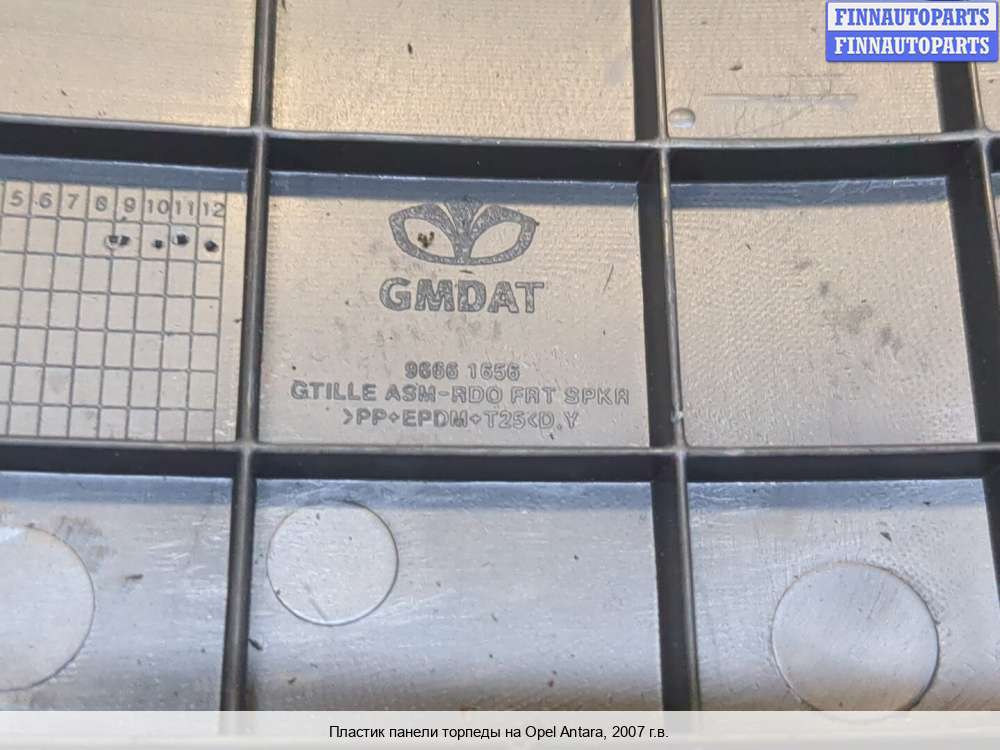 FINNAUTOPARTS
FINNAUTOPARTS
5 6 7 8 9 10 11 12
GMDAT
9666 1656
GTILLE ASM-RDO FRT SPKR
>PP+EPDM+T25<D.Y
Пластик панели торпеды на Opel Antara, 2007 г.в.